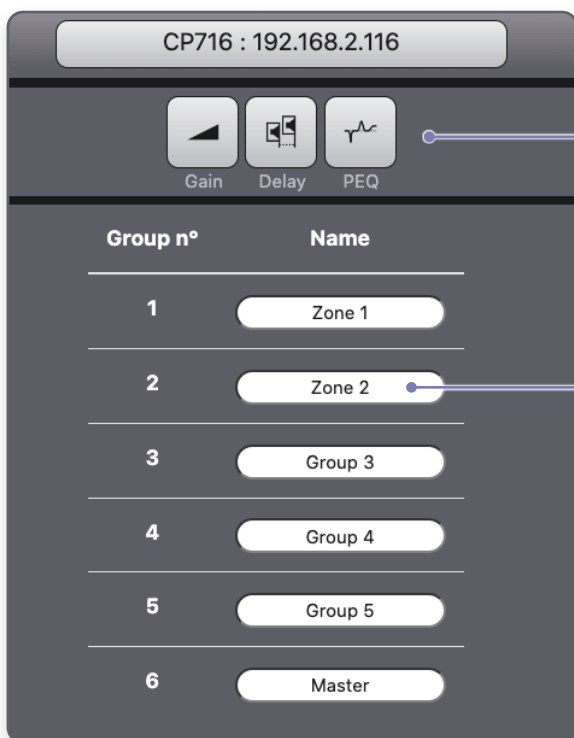 CP716 : 192.168.2.116
Gain Delay PEQ
Group nº Name
1 Zone 1
2 Zone 2
3 Group 3
4 Group 4
5 Group 5
6 Master